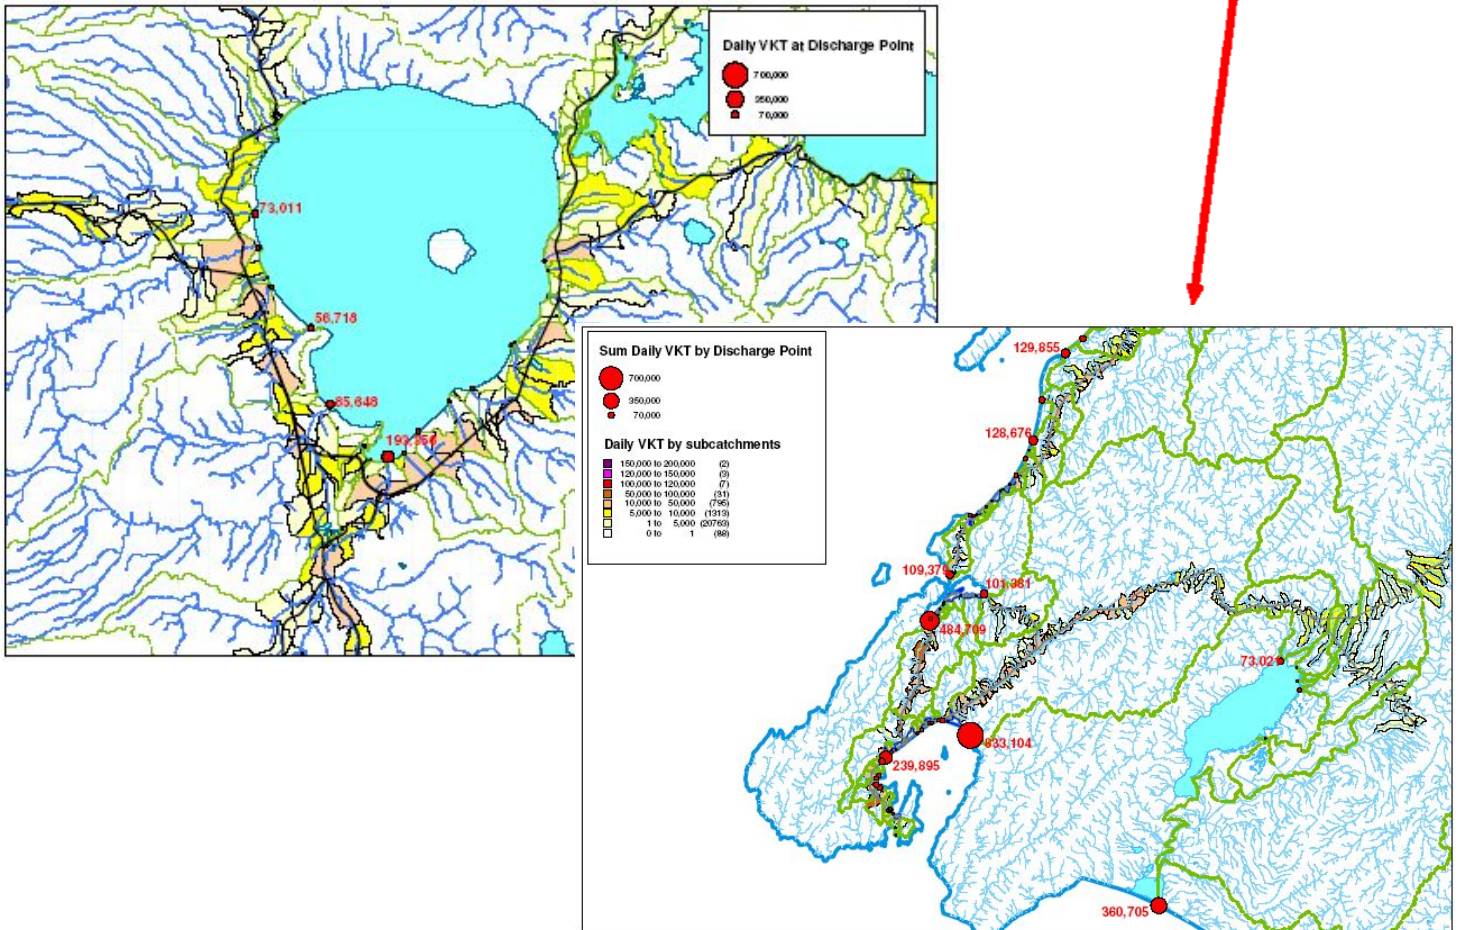 Daily VKT at Discharge Point
700,000
350,000
70,000
73,011
56,718
85,648
Sum Daily VKT by Discharge Point
700,000
350,000
70,000
Daily VKT by subcatchments
150,000 to 200,000 (2)
120,000 to 150,000 (3)
100,000 to 120,000 (7)
50,000 to 100,000 (31)
10,000 to 50,000 (795)
5,000 to 10,000 (1313)
1 to 5,000 (20763)
0 to 1 (88)
129,855
128,676
109,379
101,381
484,709
73,021
633,104
239,895
360,705